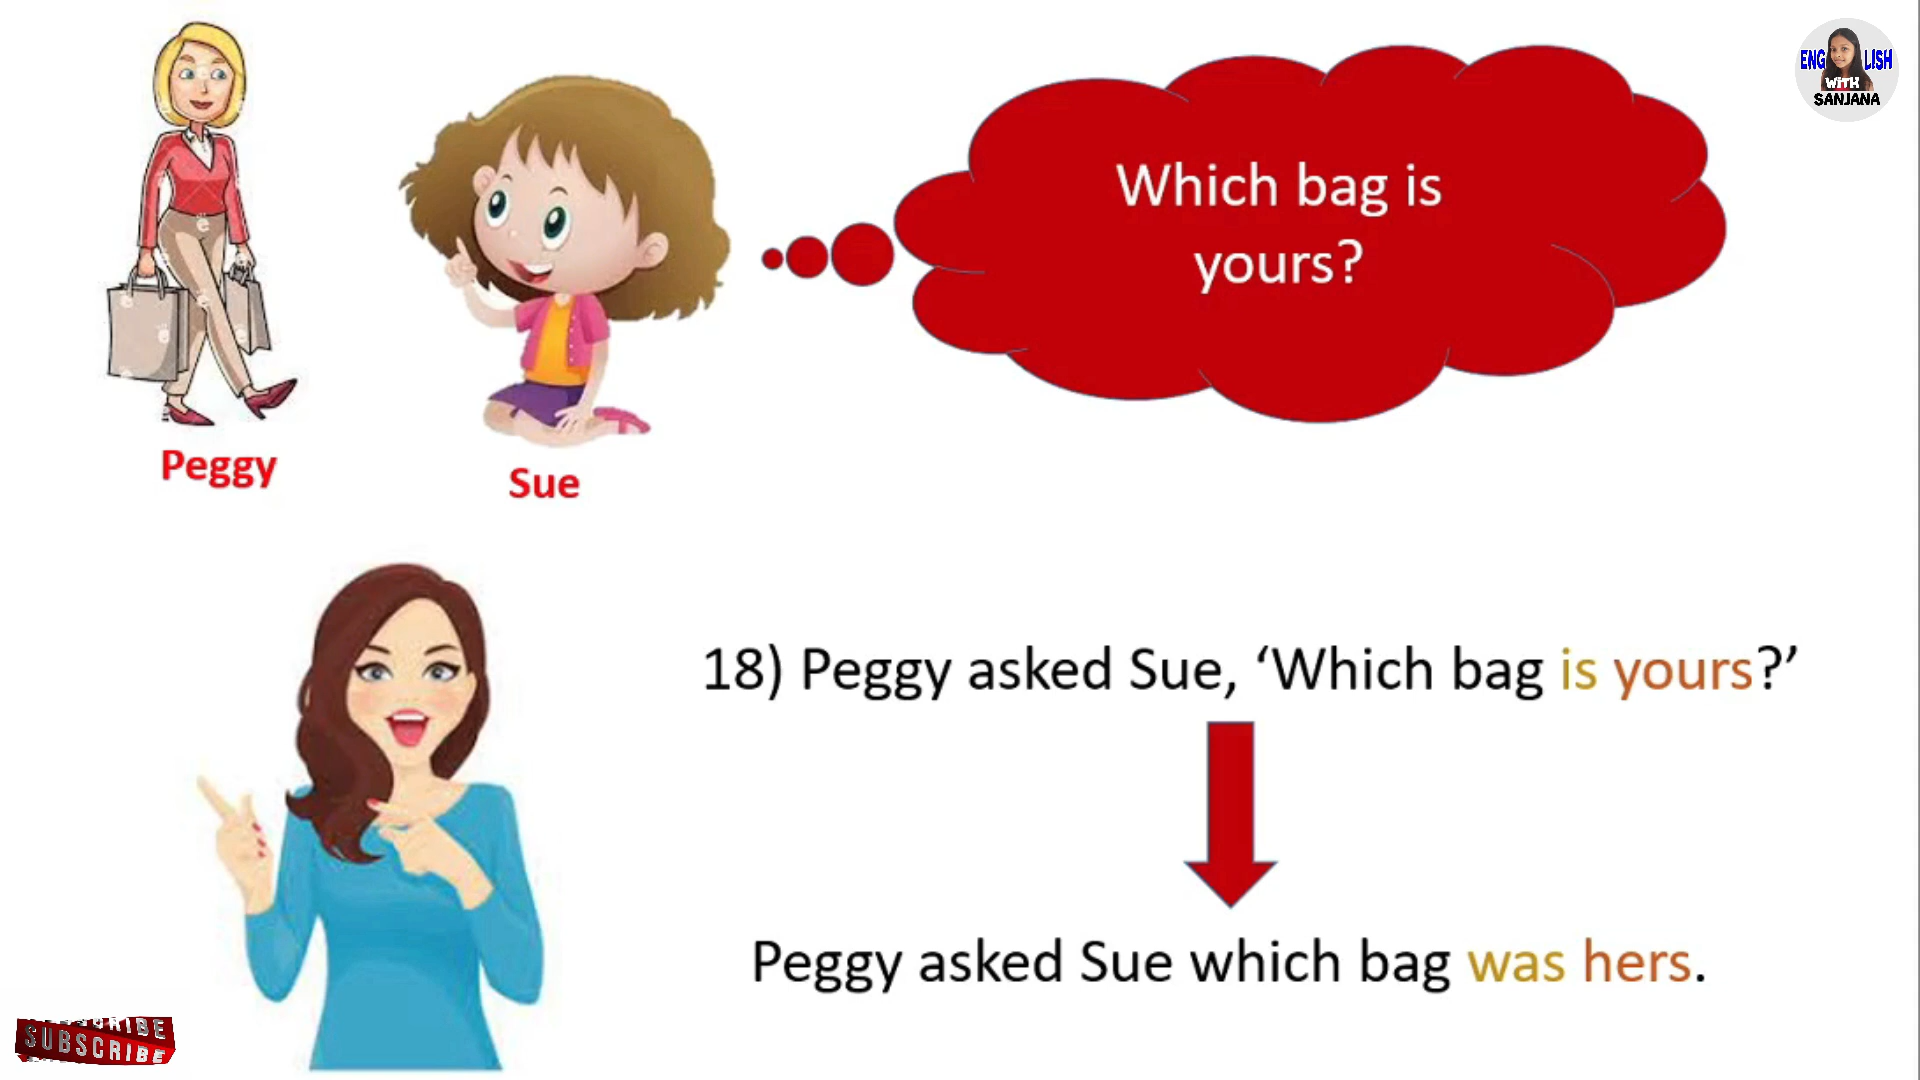 Which bag is
yours?
ENG LISH
WITH
SANJANA
Peggy
Sue
18) Peggy asked Sue, ‘Which bag is yours?’
Peggy asked Sue which bag was hers.
SUBSCRIBE
SUBSCRIBE